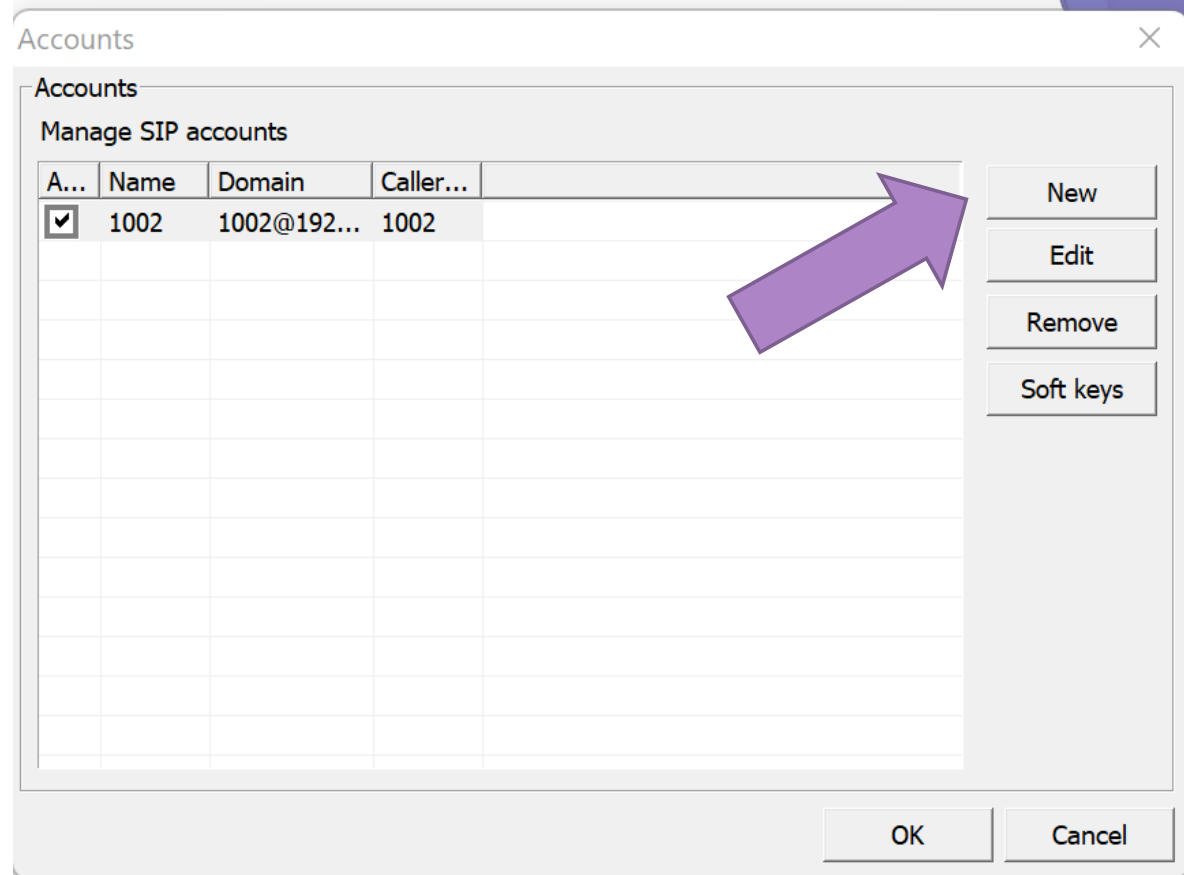 Accounts
Accounts
Manage SIP accounts
A... Name Domain Caller...
1002 1002@192... 1002
New
Edit
Remove
Soft keys
OK Cancel